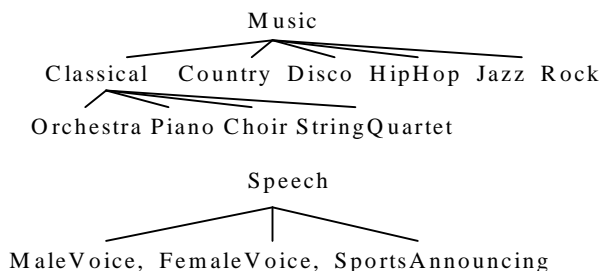 Music
Classical Country Disco HipHop Jazz Rock
Orchestra Piano Choir StringQuartet
Speech
MaleVoice, FemaleVoice, SportsAnnouncing